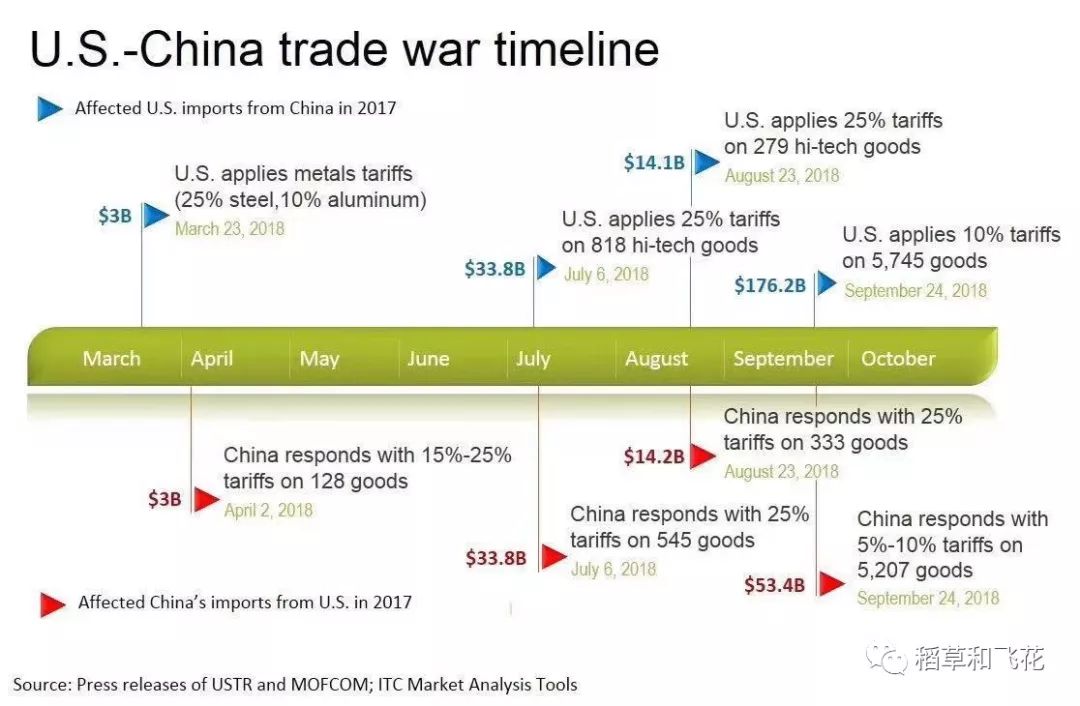 U.S.-China trade war timeline
Affected U.S. imports from China in 2017
$3B
U.S. applies metals tariffs
(25% steel,10% aluminum)
March 23, 2018
$33.8B
U.S. applies 25% tariffs
on 818 hi-tech goods
July 6, 2018
$14.1B
U.S. applies 25% tariffs
on 279 hi-tech goods
August 23, 2018
$176.2B
U.S. applies 10% tariffs
on 5,745 goods
September 24, 2018
March April May June July August September October
$3B
China responds with 15%-25%
tariffs on 128 goods
April 2, 2018
$33.8B
China responds with 25%
tariffs on 545 goods
July 6, 2018
$14.2B
China responds with 25%
tariffs on 333 goods
August 23, 2018
$53.4B
China responds with
5%-10% tariffs on
5,207 goods
September 24, 2018
Affected China’s imports from U.S. in 2017
稻草和飞花
Source: Press releases of USTR and MOFCOM; ITC Market Analysis Tools